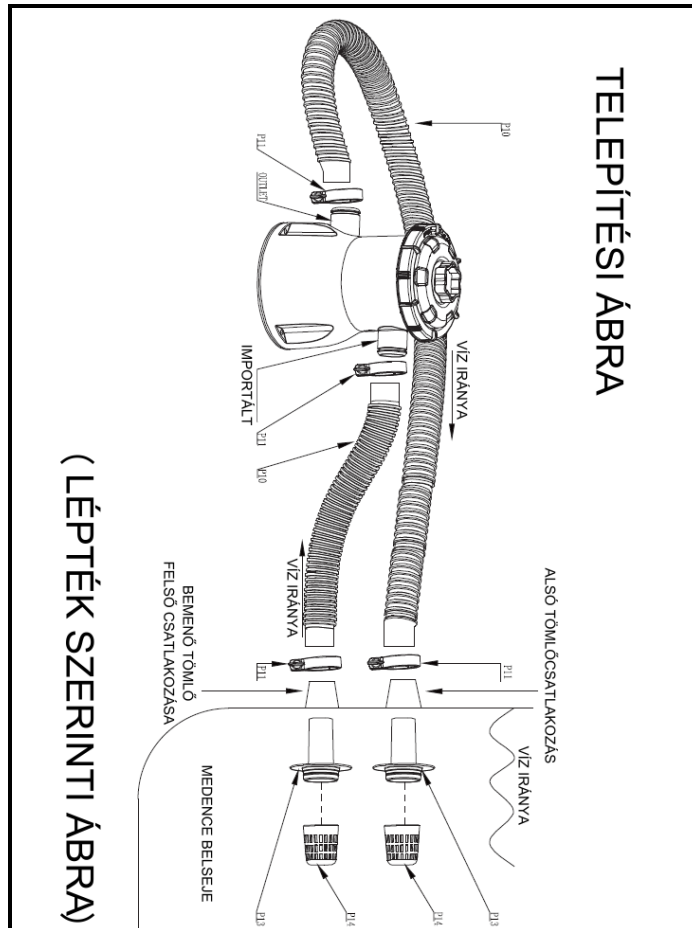 TELEPÍTÉSI ÁBRA
P10
P11
OUTLET
VÍZ IRÁNYA
IMPORTÁLT
P11
P10
VÍZ IRÁNYA
ALSÓ TÖMLŐCSATLAKOZÁS
P11
P11
BEMENŐ TÖMLŐ
FELSŐ CSATLAKOZÁSA
VÍZ IRÁNYA
MEDENCE BELSEJE
P13
P14
P14
P13
( LÉPTÉK SZERINTI ÁBRA)